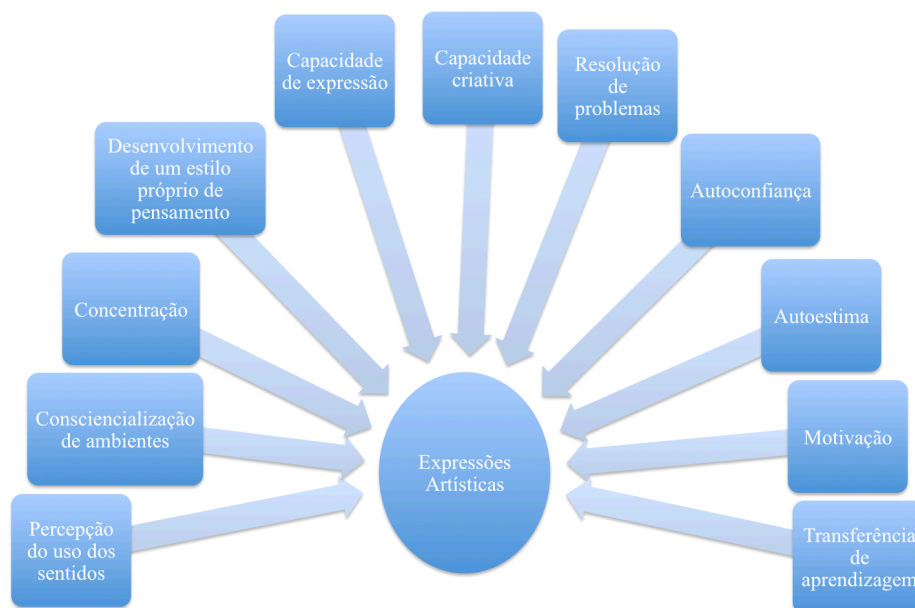 Percepção
do uso dos
sentidos
Consciencialização
de ambientes
Concentração
Desenvolvimento
de um estilo
próprio de
pensamento
Capacidade
de expressão
Capacidade
criativa
Resolução
de
problemas
Autoconfiança
Autoestima
Motivação
Transferência
de
aprendizagem
Expressões
Artísticas